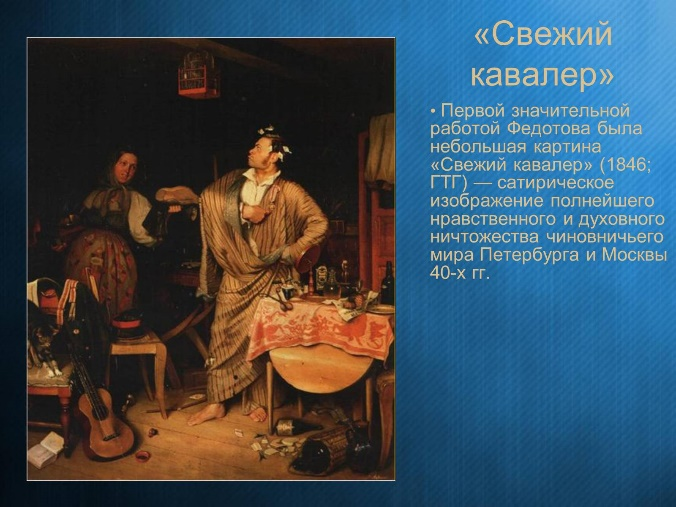 «Свежий
кавалер»
• Первой значительной
работой Федотова была
небольшая картина
«Свежий кавалер» (1846;
ГТГ) — сатирическое
изображение полнейшего
нравственного и духовного
ничтожества чиновничьего
мира Петербурга и Москвы
40-х гг.